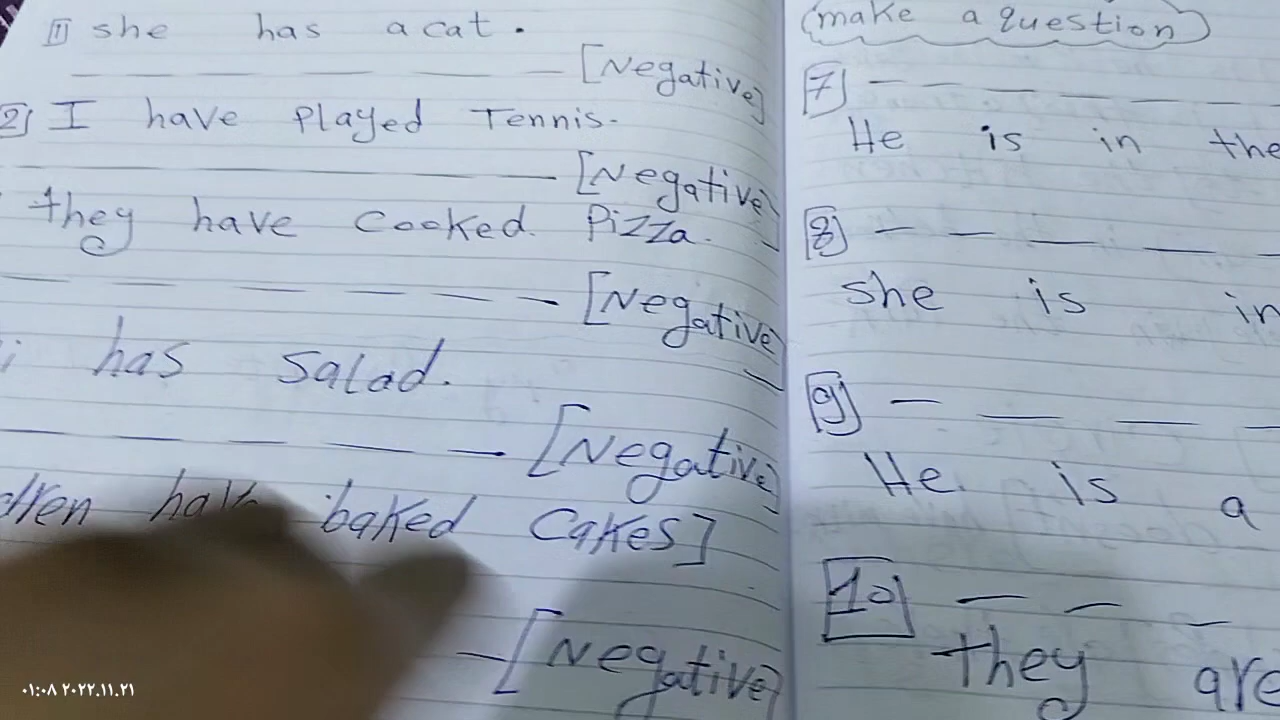 1 she has a cat.
[Negative]
2 I have played Tennis.
[Negative]
they have cooked Pizza.
[Negative]
has salad.
[Negative]
baked Cakes]
[Negative]
(make a question)
7
He is in the
8
she is in
9
He is a
10
they are
٠١:٠٨ ٢٠٢٢.١١.٢١